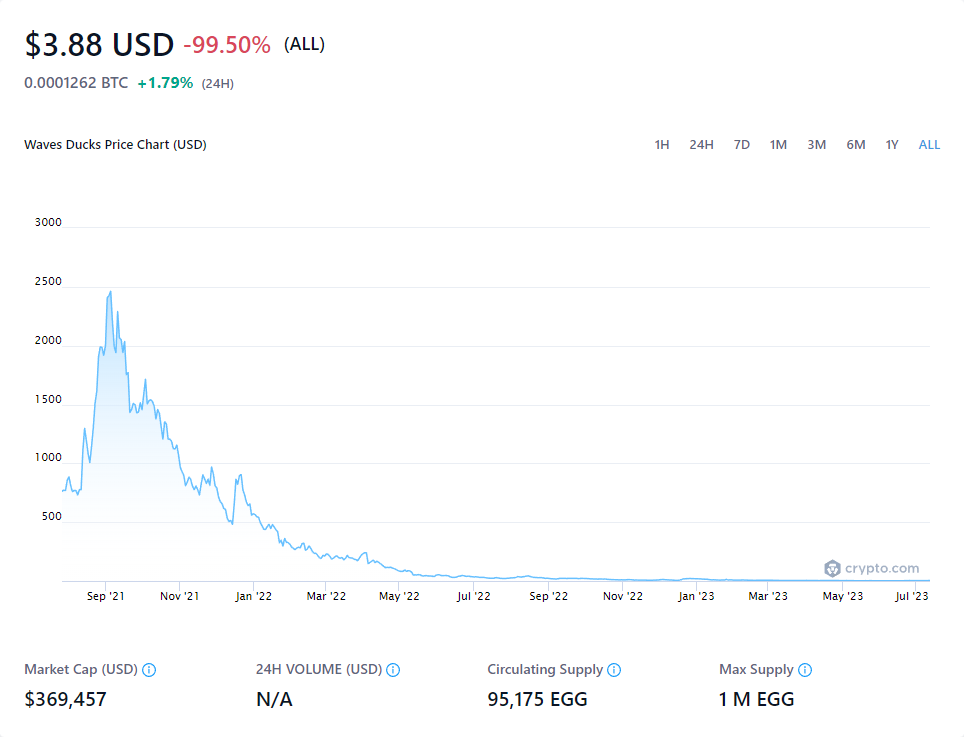 $3.88 USD -99.50% (ALL)
0.0001262 BTC +1.79% (24H)
Waves Ducks Price Chart (USD) 1H 24H 7D 1M 3M 6M 1Y ALL
3000
2500
2000
1500
1000
500
crypto.com
Sep '21 Nov '21 Jan '22 Mar '22 May '22 Jul '22 Sep '22 Nov '22 Jan '23 Mar '23 May '23 Jul '23
Market Cap (USD) 24H VOLUME (USD) Circulating Supply Max Supply
$369,457 N/A 95,175 EGG 1 M EGG